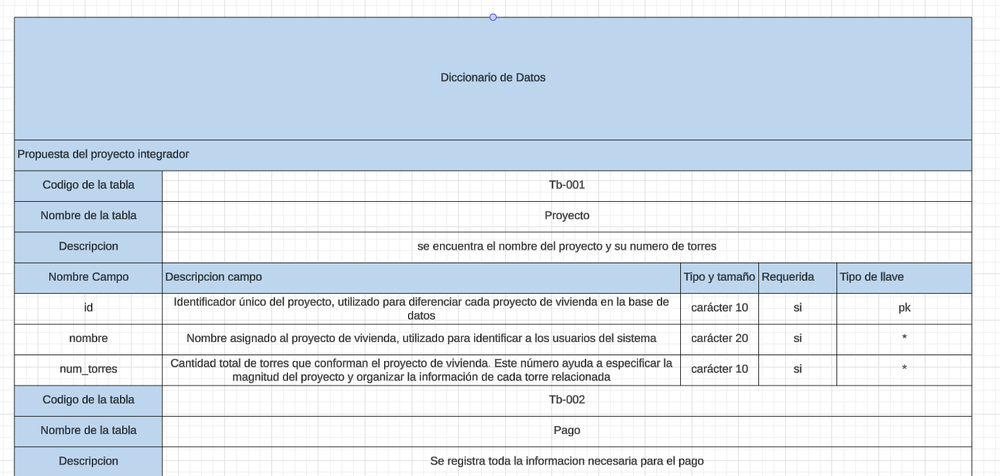 Diccionario de Datos
Propuesta del proyecto integrador
Codigo de la tabla Tb-001
Nombre de la tabla Proyecto
Descripcion se encuentra el nombre del proyecto y su numero de torres
Nombre Campo Descripcion campo Tipo y tamaño Requerida Tipo de llave
id Identificador único del proyecto, utilizado para diferenciar cada proyecto de vivienda en la base de
datos carácter 10 si pk
nombre Nombre asignado al proyecto de vivienda, utilizado para identificar a los usuarios del sistema carácter 20 si *
num_torres Cantidad total de torres que conforman el proyecto de vivienda. Este número ayuda a especificar la
magnitud del proyecto y organizar la información de cada torre relacionada carácter 10 si *
Codigo de la tabla Tb-002
Nombre de la tabla Pago
Descripcion Se registra toda la informacion necesaria para el pago